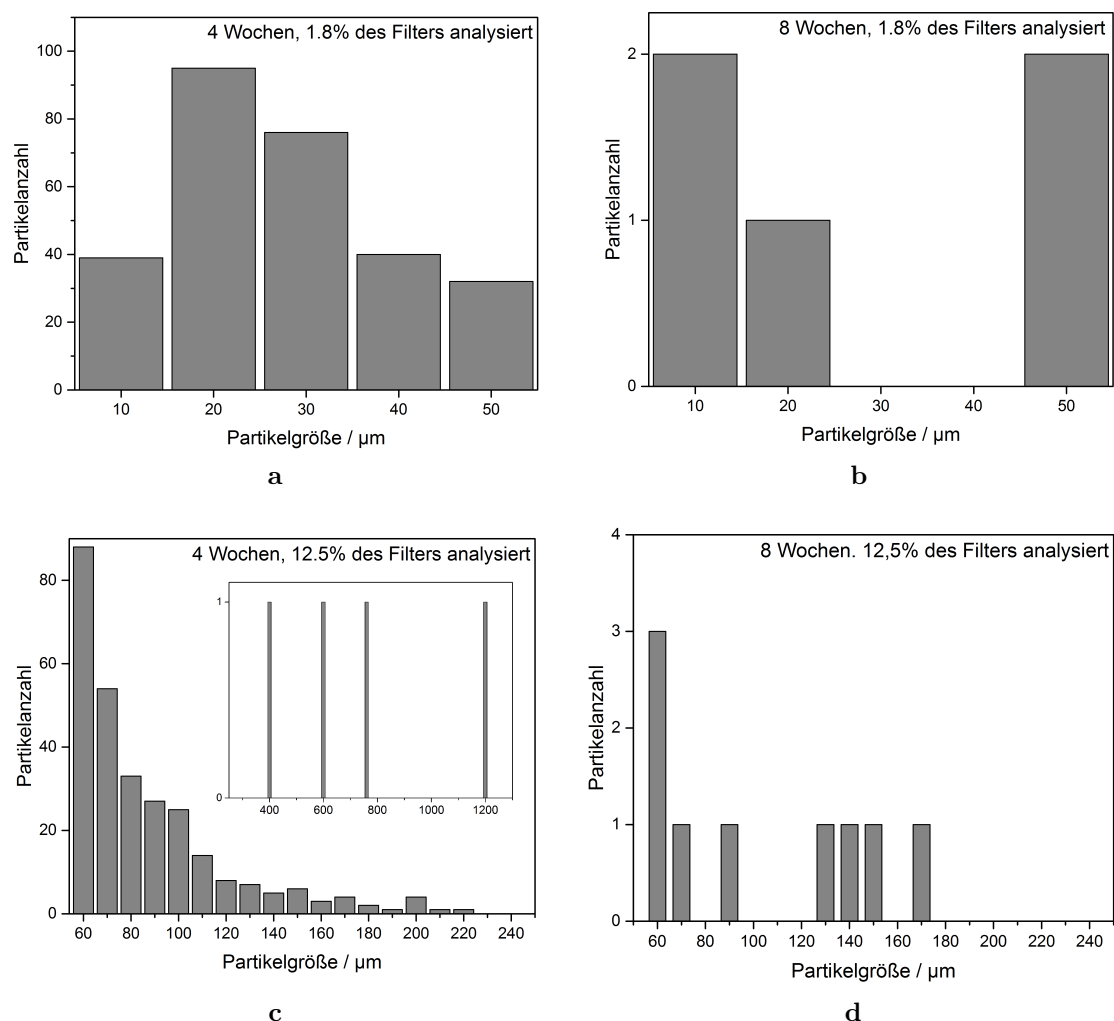 4 Wochen, 1.8% des Filters analysiert
100
80
60
40
20
0
Partikelanzahl
10 20 30 40 50
Partikelgröße / µm
a
8 Wochen, 1.8% des Filters analysiert
2
1
0
Partikelanzahl
10 20 30 40 50
Partikelgröße / µm
b
4 Wochen, 12.5% des Filters analysiert
80
60
40
20
0
Partikelanzahl
1
0
400 600 800 1000 1200
60 80 100 120 140 160 180 200 220 240
Partikelgröße / µm
c
8 Wochen. 12,5% des Filters analysiert
4
3
2
1
0
Partikelanzahl
60 80 100 120 140 160 180 200 220 240
Partikelgröße / µm
d